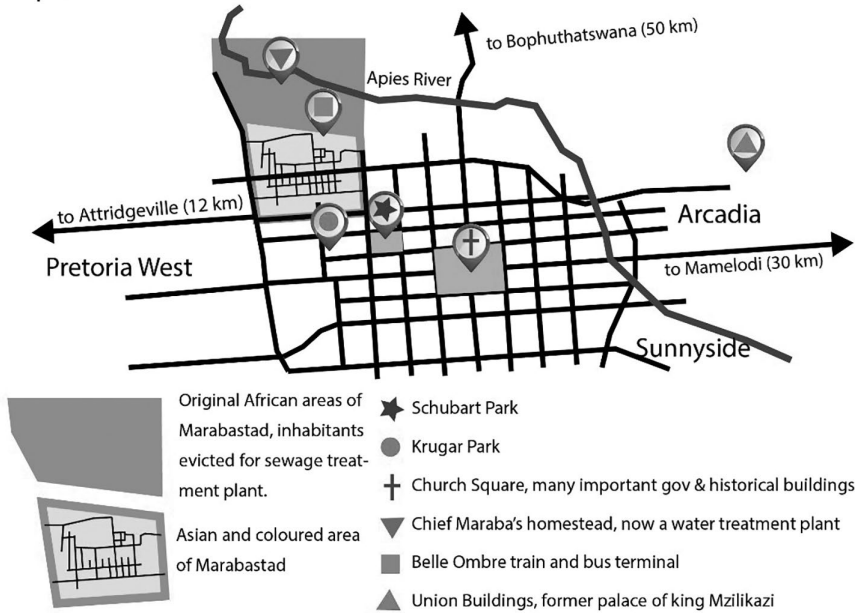 to Bophuthatswana (50 km)
Apies River
to Attridgeville (12 km)
Arcadia
Pretoria West
to Mamelodi (30 km)
Sunnyside
Original African areas of
Marabastad, inhabitants
evicted for sewage treat-
ment plant.
Asian and coloured area
of Marabastad
Schubart Park
Krugar Park
Church Square, many important gov & historical buildings
Chief Maraba's homestead, now a water treatment plant
Belle Ombre train and bus terminal
Union Buildings, former palace of king Mzilikazi